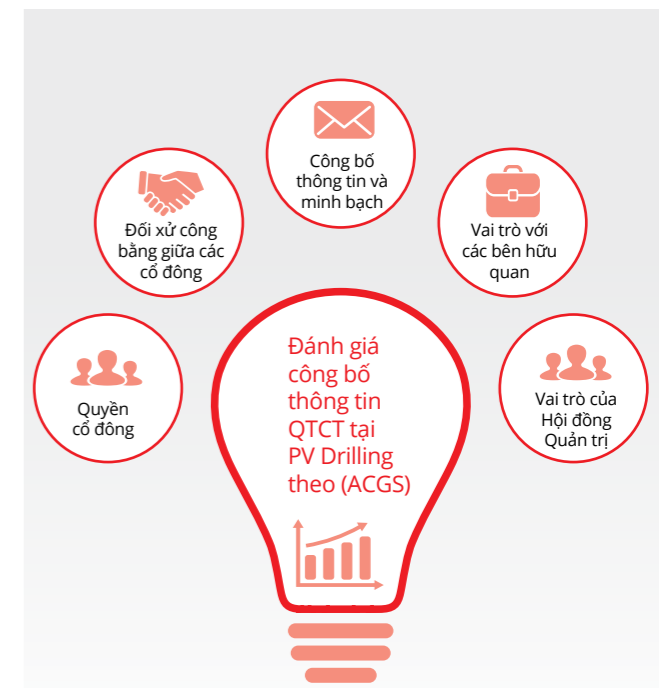 Công bố
thông tin và
minh bạch
Đối xử công
bằng giữa các
cổ đông
Vai trò với
các bên hữu
quan
Quyền
cổ đông
Đánh giá
công bố
thông tin
QTCT tại
PV Drilling
theo (ACGS)
Vai trò của
Hội đồng
Quản trị